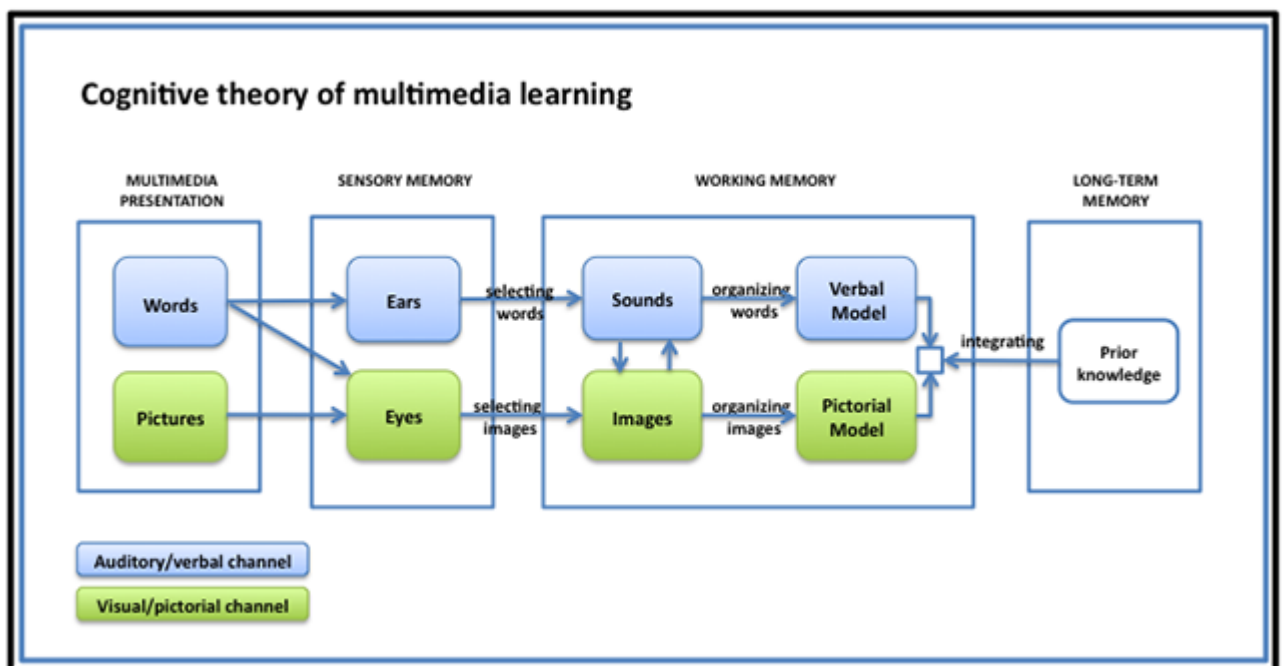 Cognitive theory of multimedia learning
MULTIMEDIA
PRESENTATION
SENSORY MEMORY
WORKING MEMORY
LONG-TERM
MEMORY
Words
Ears
selecting
words
Sounds
organizing
words
Verbal
Model
integrating
Prior
knowledge
Pictures
Eyes
selecting
images
Images
organizing
images
Pictorial
Model
Auditory/verbal channel
Visual/pictorial channel